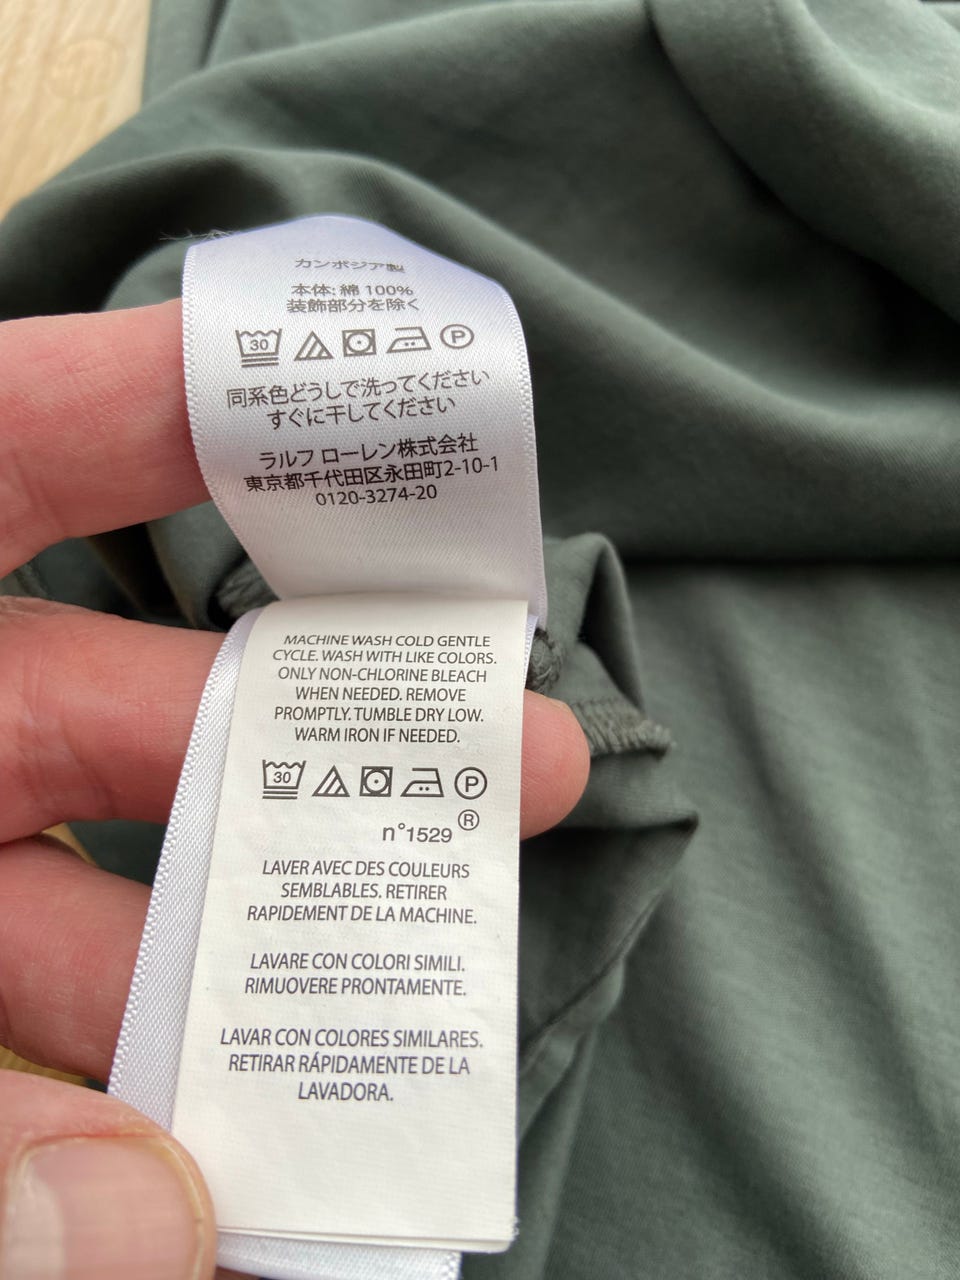 カンボジア製
本体: 綿 100%
装飾部分を除く
30 P
同系色どうしで洗ってください
すぐに干してください
ラルフ ローレン株式会社
東京都千代田区永田町2-10-1
0120-3274-20
MACHINE WASH COLD GENTLE
CYCLE. WASH WITH LIKE COLORS.
ONLY NON-CHLORINE BLEACH
WHEN NEEDED. REMOVE
PROMPTLY. TUMBLE DRY LOW.
WARM IRON IF NEEDED.
30 P
n°1529 ®
LAVER AVEC DES COULEURS
SEMBLABLES. RETIRER
RAPIDEMENT DE LA MACHINE.
LAVARE CON COLORI SIMILI.
RIMUOVERE PRONTAMENTE.
LAVAR CON COLORES SIMILARES.
RETIRAR RÁPIDAMENTE DE LA
LAVADORA.